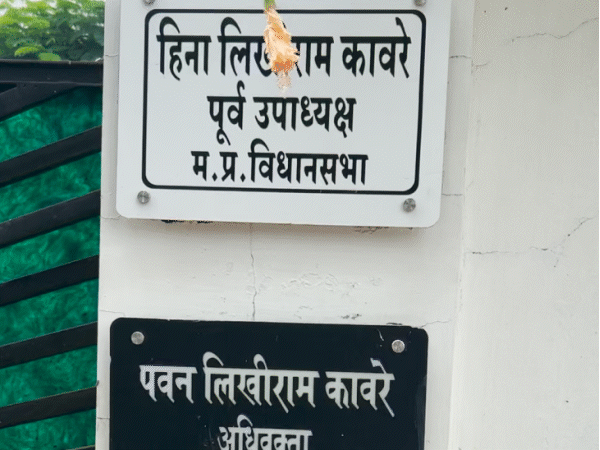 हिना लिखीराम कावरे
पूर्व उपाध्यक्ष
म.प्र.विधानसभा
पवन लिखीराम कावरे
अधिवक्ता